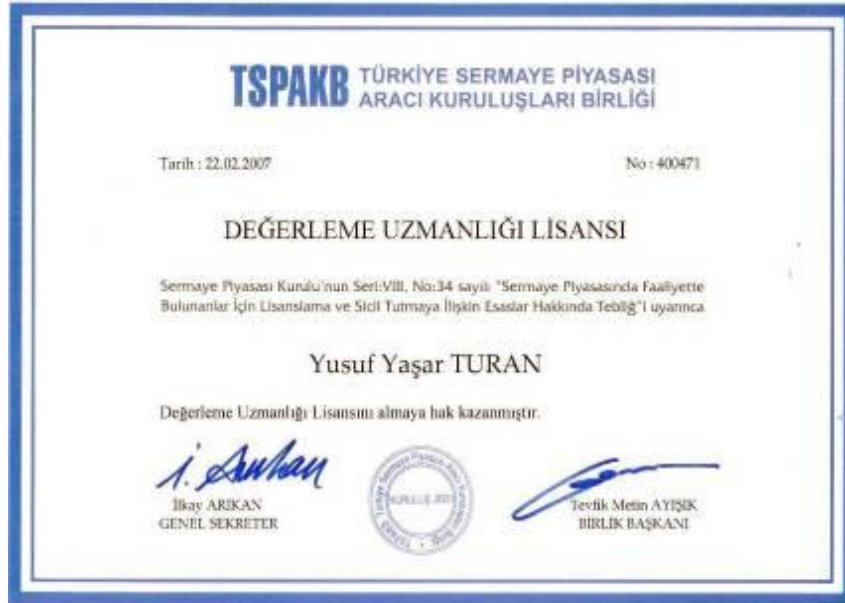 TSPAKB TÜRKİYE SERMAYE PİYASASI
ARACI KURULUŞLARI BİRLİĞİ
Tarih : 22.02.2007 No : 400471
DEĞERLEME UZMANLIĞI LİSANSI
Sermaye Piyasası Kurulu'nun Seri:VIII, No:34 sayılı "Sermaye Piyasasında Faaliyette
Bulunanlar İçin Lisanslama ve Sicil Tutmaya İlişkin Esaslar Hakkında Tebliğ"i uyarınca
Yusuf Yaşar TURAN
Değerleme Uzmanlığı Lisansını almaya hak kazanmıştır.
İlkay ARIKAN
GENEL SEKRETER
Tevfik Metin AYIŞIK
BİRLİK BAŞKANI